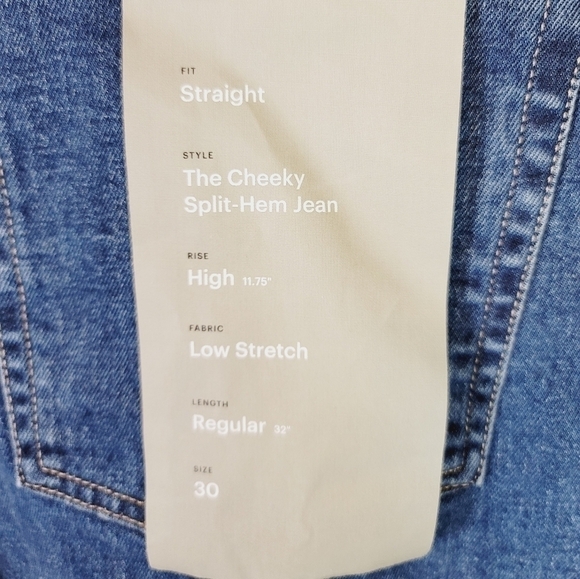 FIT
Straight
STYLE
The Cheeky
Split-Hem Jean
RISE
High 11.75"
FABRIC
Low Stretch
LENGTH
Regular 32"
SIZE
30